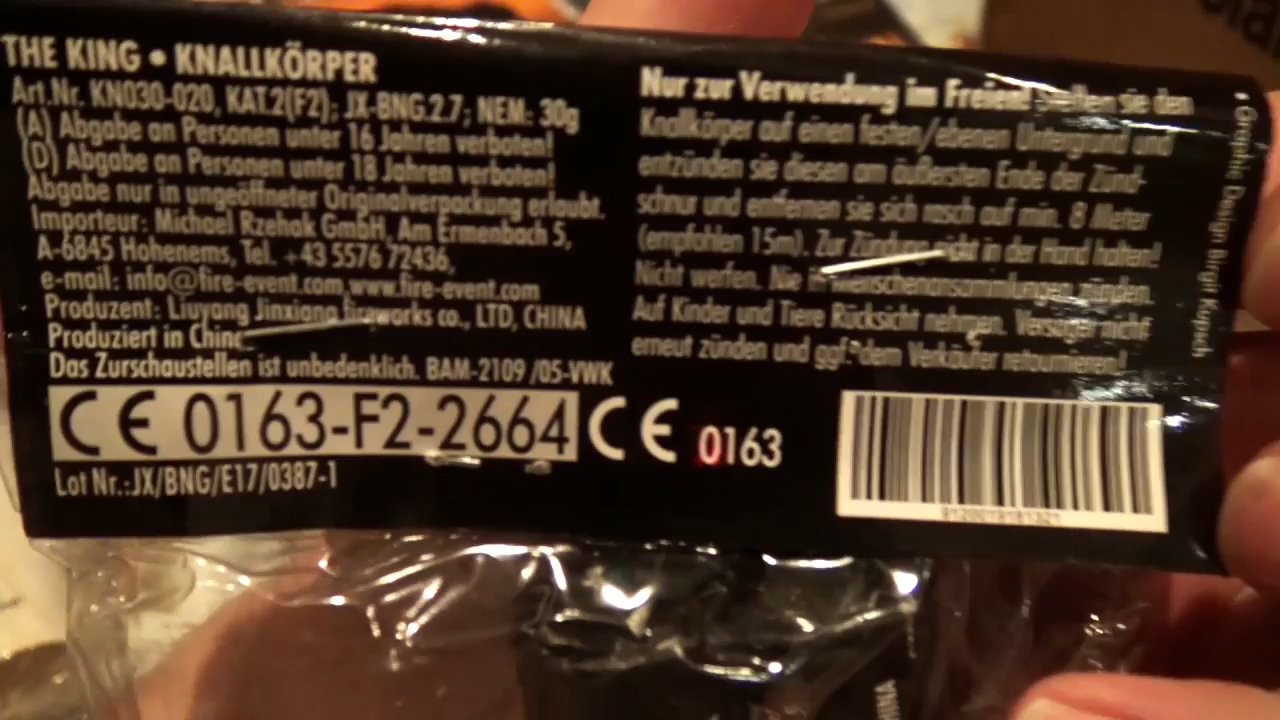 THE KING • KNALLKÖRPER
Art.Nr. KN030-020, KAT.2(F2); JX-BNG.2.7; NEM: 30g
(A) Abgabe an Personen unter 16 Jahren verboten!
(D) Abgabe an Personen unter 18 Jahren verboten!
Abgabe nur in ungeöffneter Originalverpackung erlaubt.
Importeur: Michael Rzehak GmbH, Am Ermenbach 5,
A-6845 Hohenems, Tel. +43 5576 72436,
e-mail: info@fire-event.com, www.fire-event.com
Produzent: Liuyang Jinxiang fireworks co., LTD, CHINA
Produziert in China
Das Zurschaustellen ist unbedenklich. BAM-2109 /05-VWK
CE 0163-F2-2664 CE 0163
Lot Nr.:JX/BNG/E17/0387-1
Nur zur Verwendung im Freien! Stellen sie den
Knallkörper auf einen festen/ebenen Untergrund und
entzünden sie diesen am äußersten Ende der Zünd-
schnur und entfernen sie sich rasch auf min. 8 Meter
(empfohlen 15m). Zur Zündung nicht in der Hand halten!
Nicht werfen. Nie in Menschenansammlungen zünden.
Auf Kinder und Tiere Rücksicht nehmen. Versager nicht
erneut zünden und ggf. dem Verkäufer retournieren!
• Graphic Design Birgit Kopsch